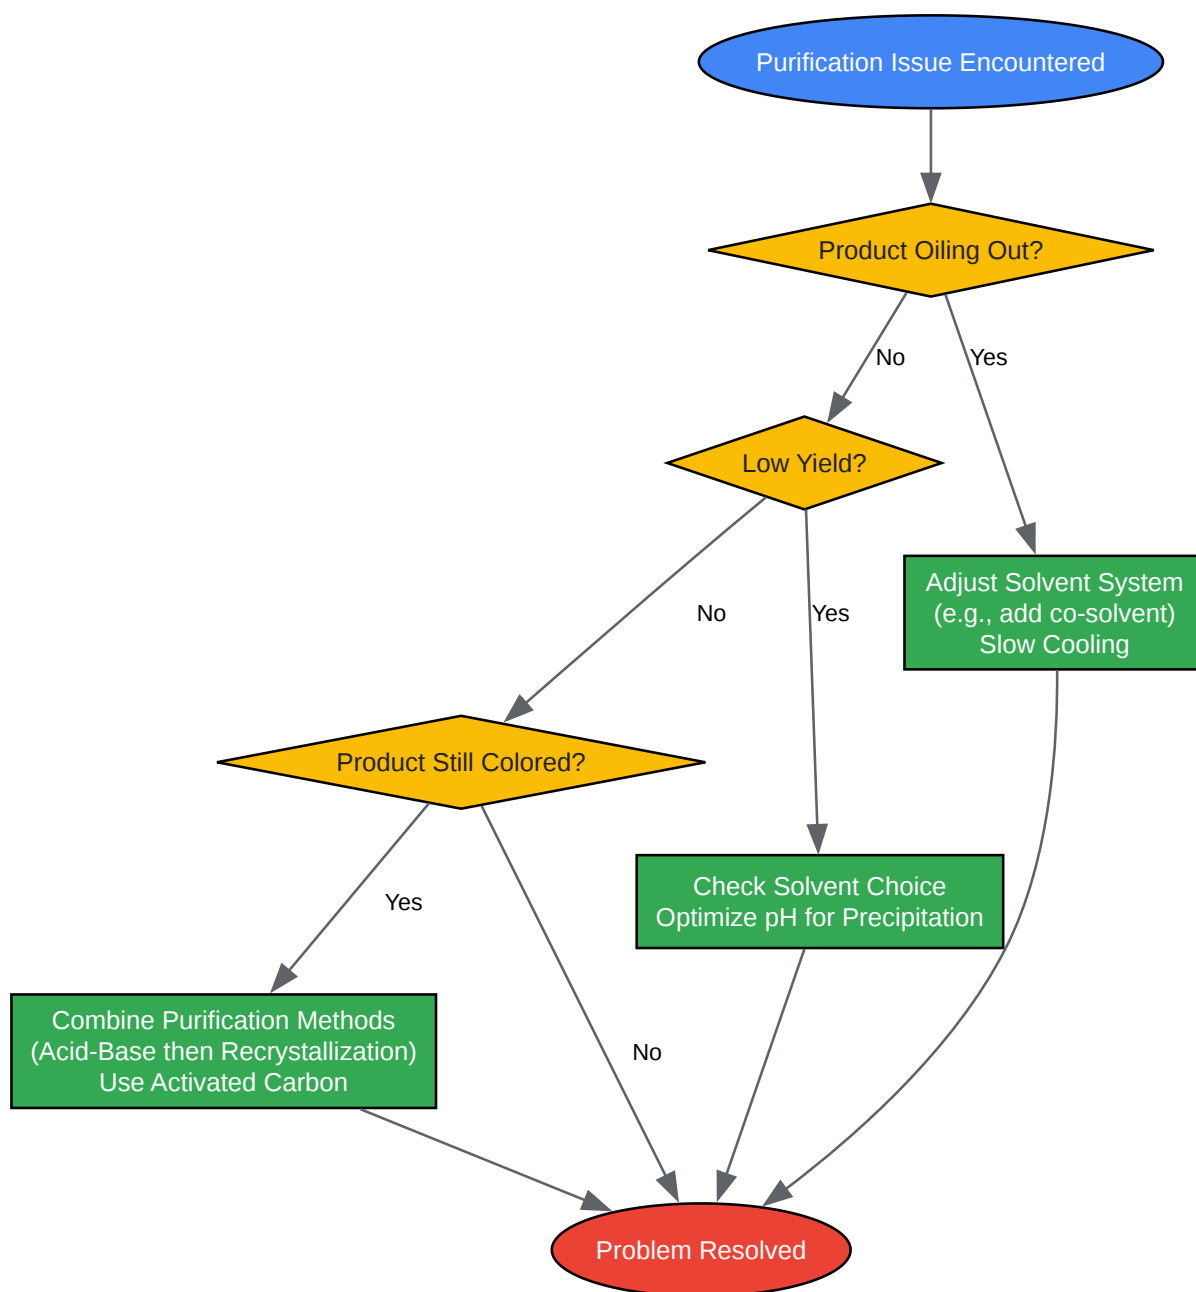 Purification Issue Encountered
Product Oiling Out?
No
Yes
Low Yield?
Adjust Solvent System
(e.g., add co-solvent)
Slow Cooling
No
Yes
Product Still Colored?
Check Solvent Choice
Optimize pH for Precipitation
Yes
Combine Purification Methods
(Acid-Base then Recrystallization)
Use Activated Carbon
No
Problem Resolved